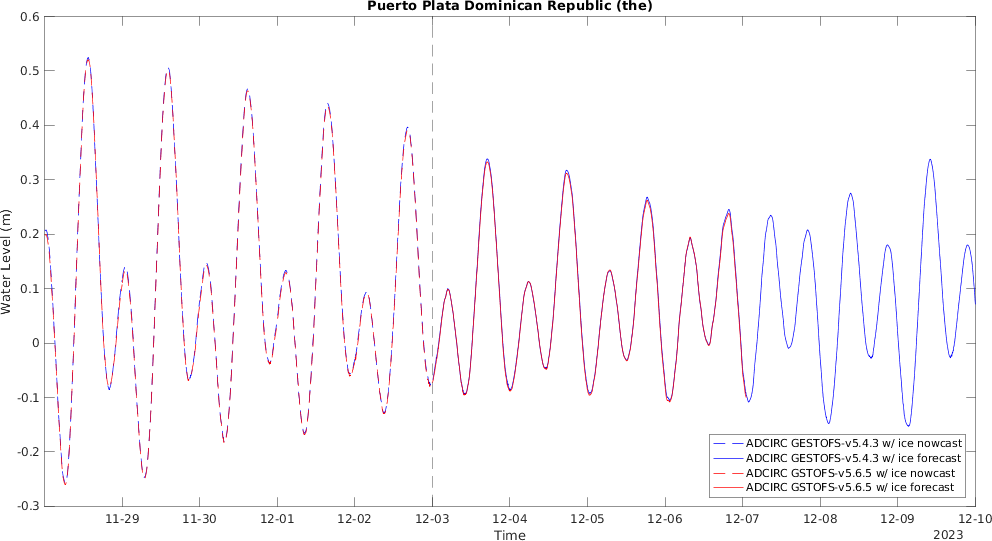 Puerto Plata Dominican Republic (the)
0.6
0.5
0.4
0.3
0.2
0.1
0
-0.1
-0.2
-0.3
Water Level (m)
ADCIRC GESTOFS-v5.4.3 w/ ice nowcast
ADCIRC GESTOFS-v5.4.3 w/ ice forecast
ADCIRC GSTOFS-v5.6.5 w/ ice nowcast
ADCIRC GSTOFS-v5.6.5 w/ ice forecast
11-29 11-30 12-01 12-02 12-03 12-04 12-05 12-06 12-07 12-08 12-09 12-10
Time
2023